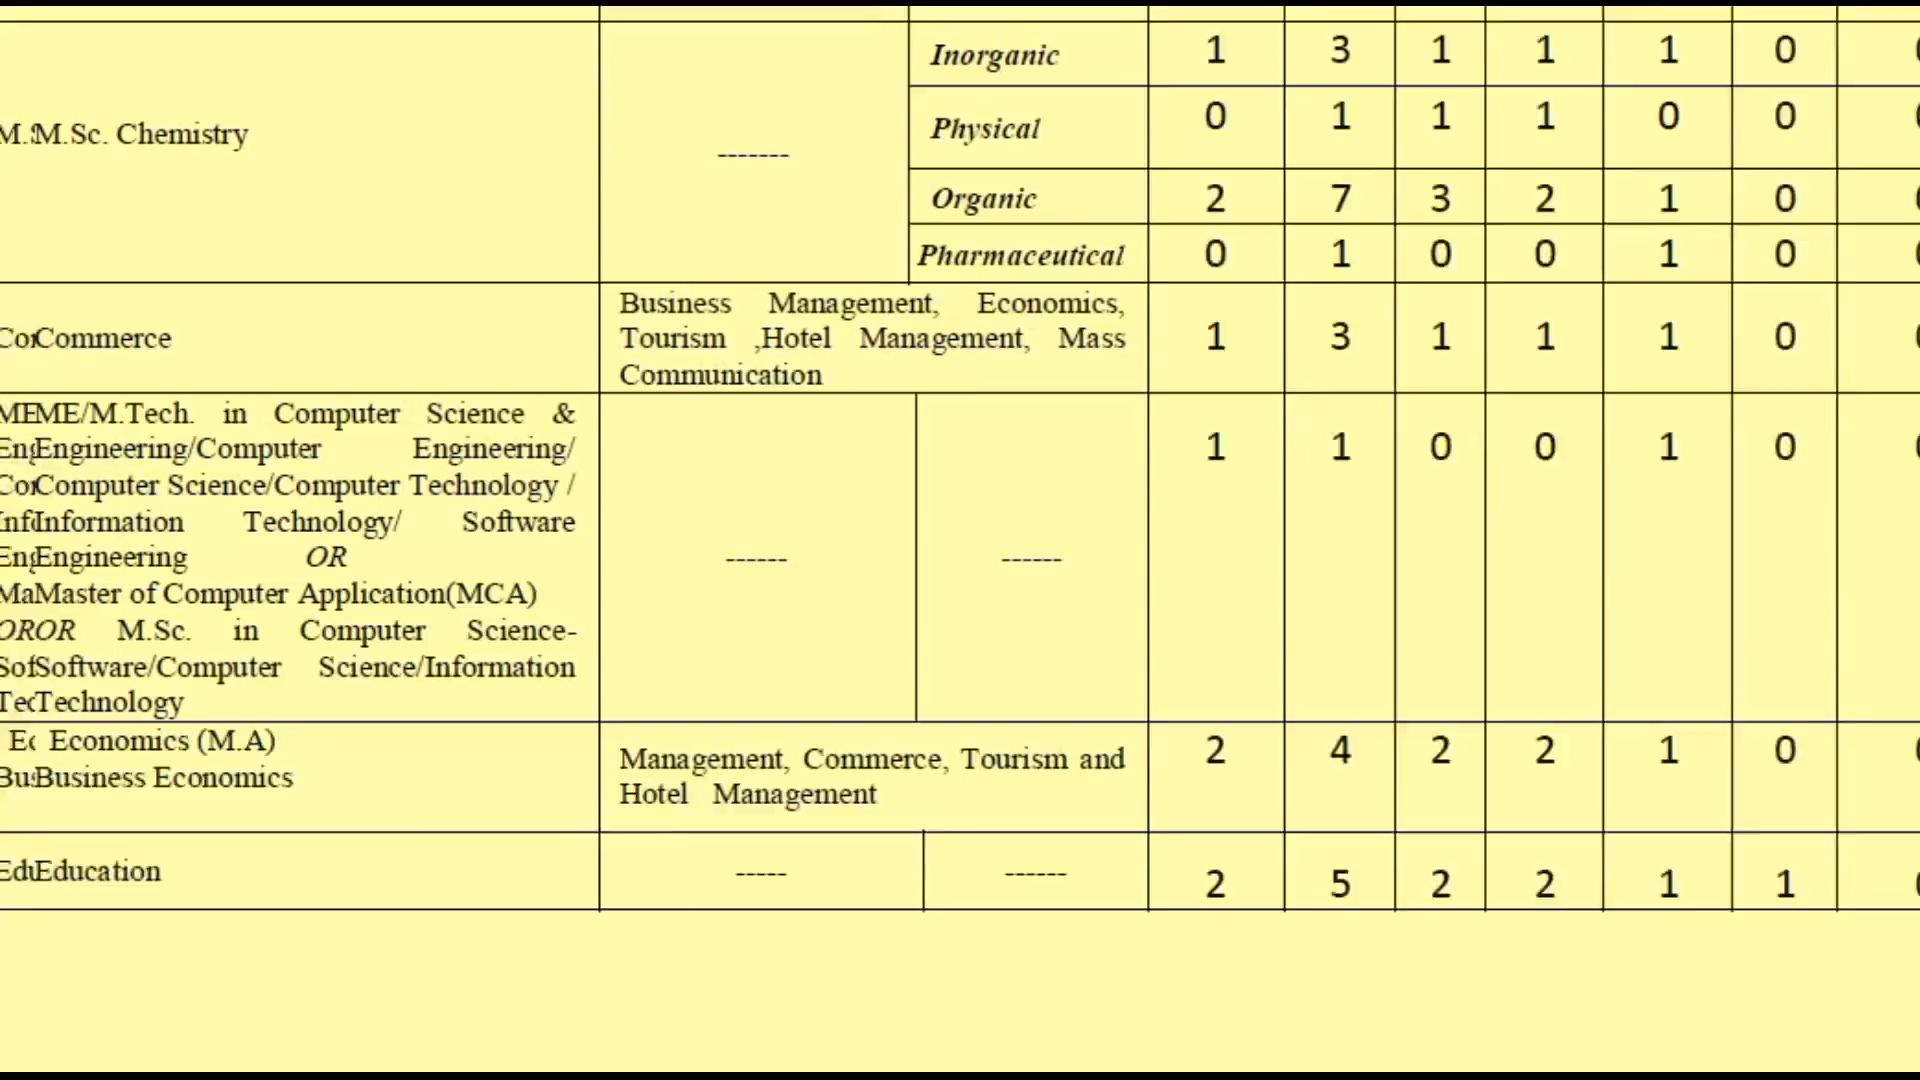 Inorganic 1 3 1 1 1 0
M.Sc. Chemistry ------- Physical 0 1 1 1 0 0
Organic 2 7 3 2 1 0
Pharmaceutical 0 1 0 0 1 0
Business Management, Economics,
Commerce Tourism ,Hotel Management, Mass 1 3 1 1 1 0
Communication
ME/M.Tech. in Computer Science &
Engineering/Computer Engineering/ 1 1 0 0 1 0
Computer Science/Computer Technology /
Information Technology/ Software
Engineering OR ------ ------
Master of Computer Application(MCA)
OR M.Sc. in Computer Science-
Software/Computer Science/Information
Technology
Economics (M.A) 2 4 2 2 1 0
Business Economics Management, Commerce, Tourism and
Hotel Management
Education ----- ------ 2 5 2 2 1 1